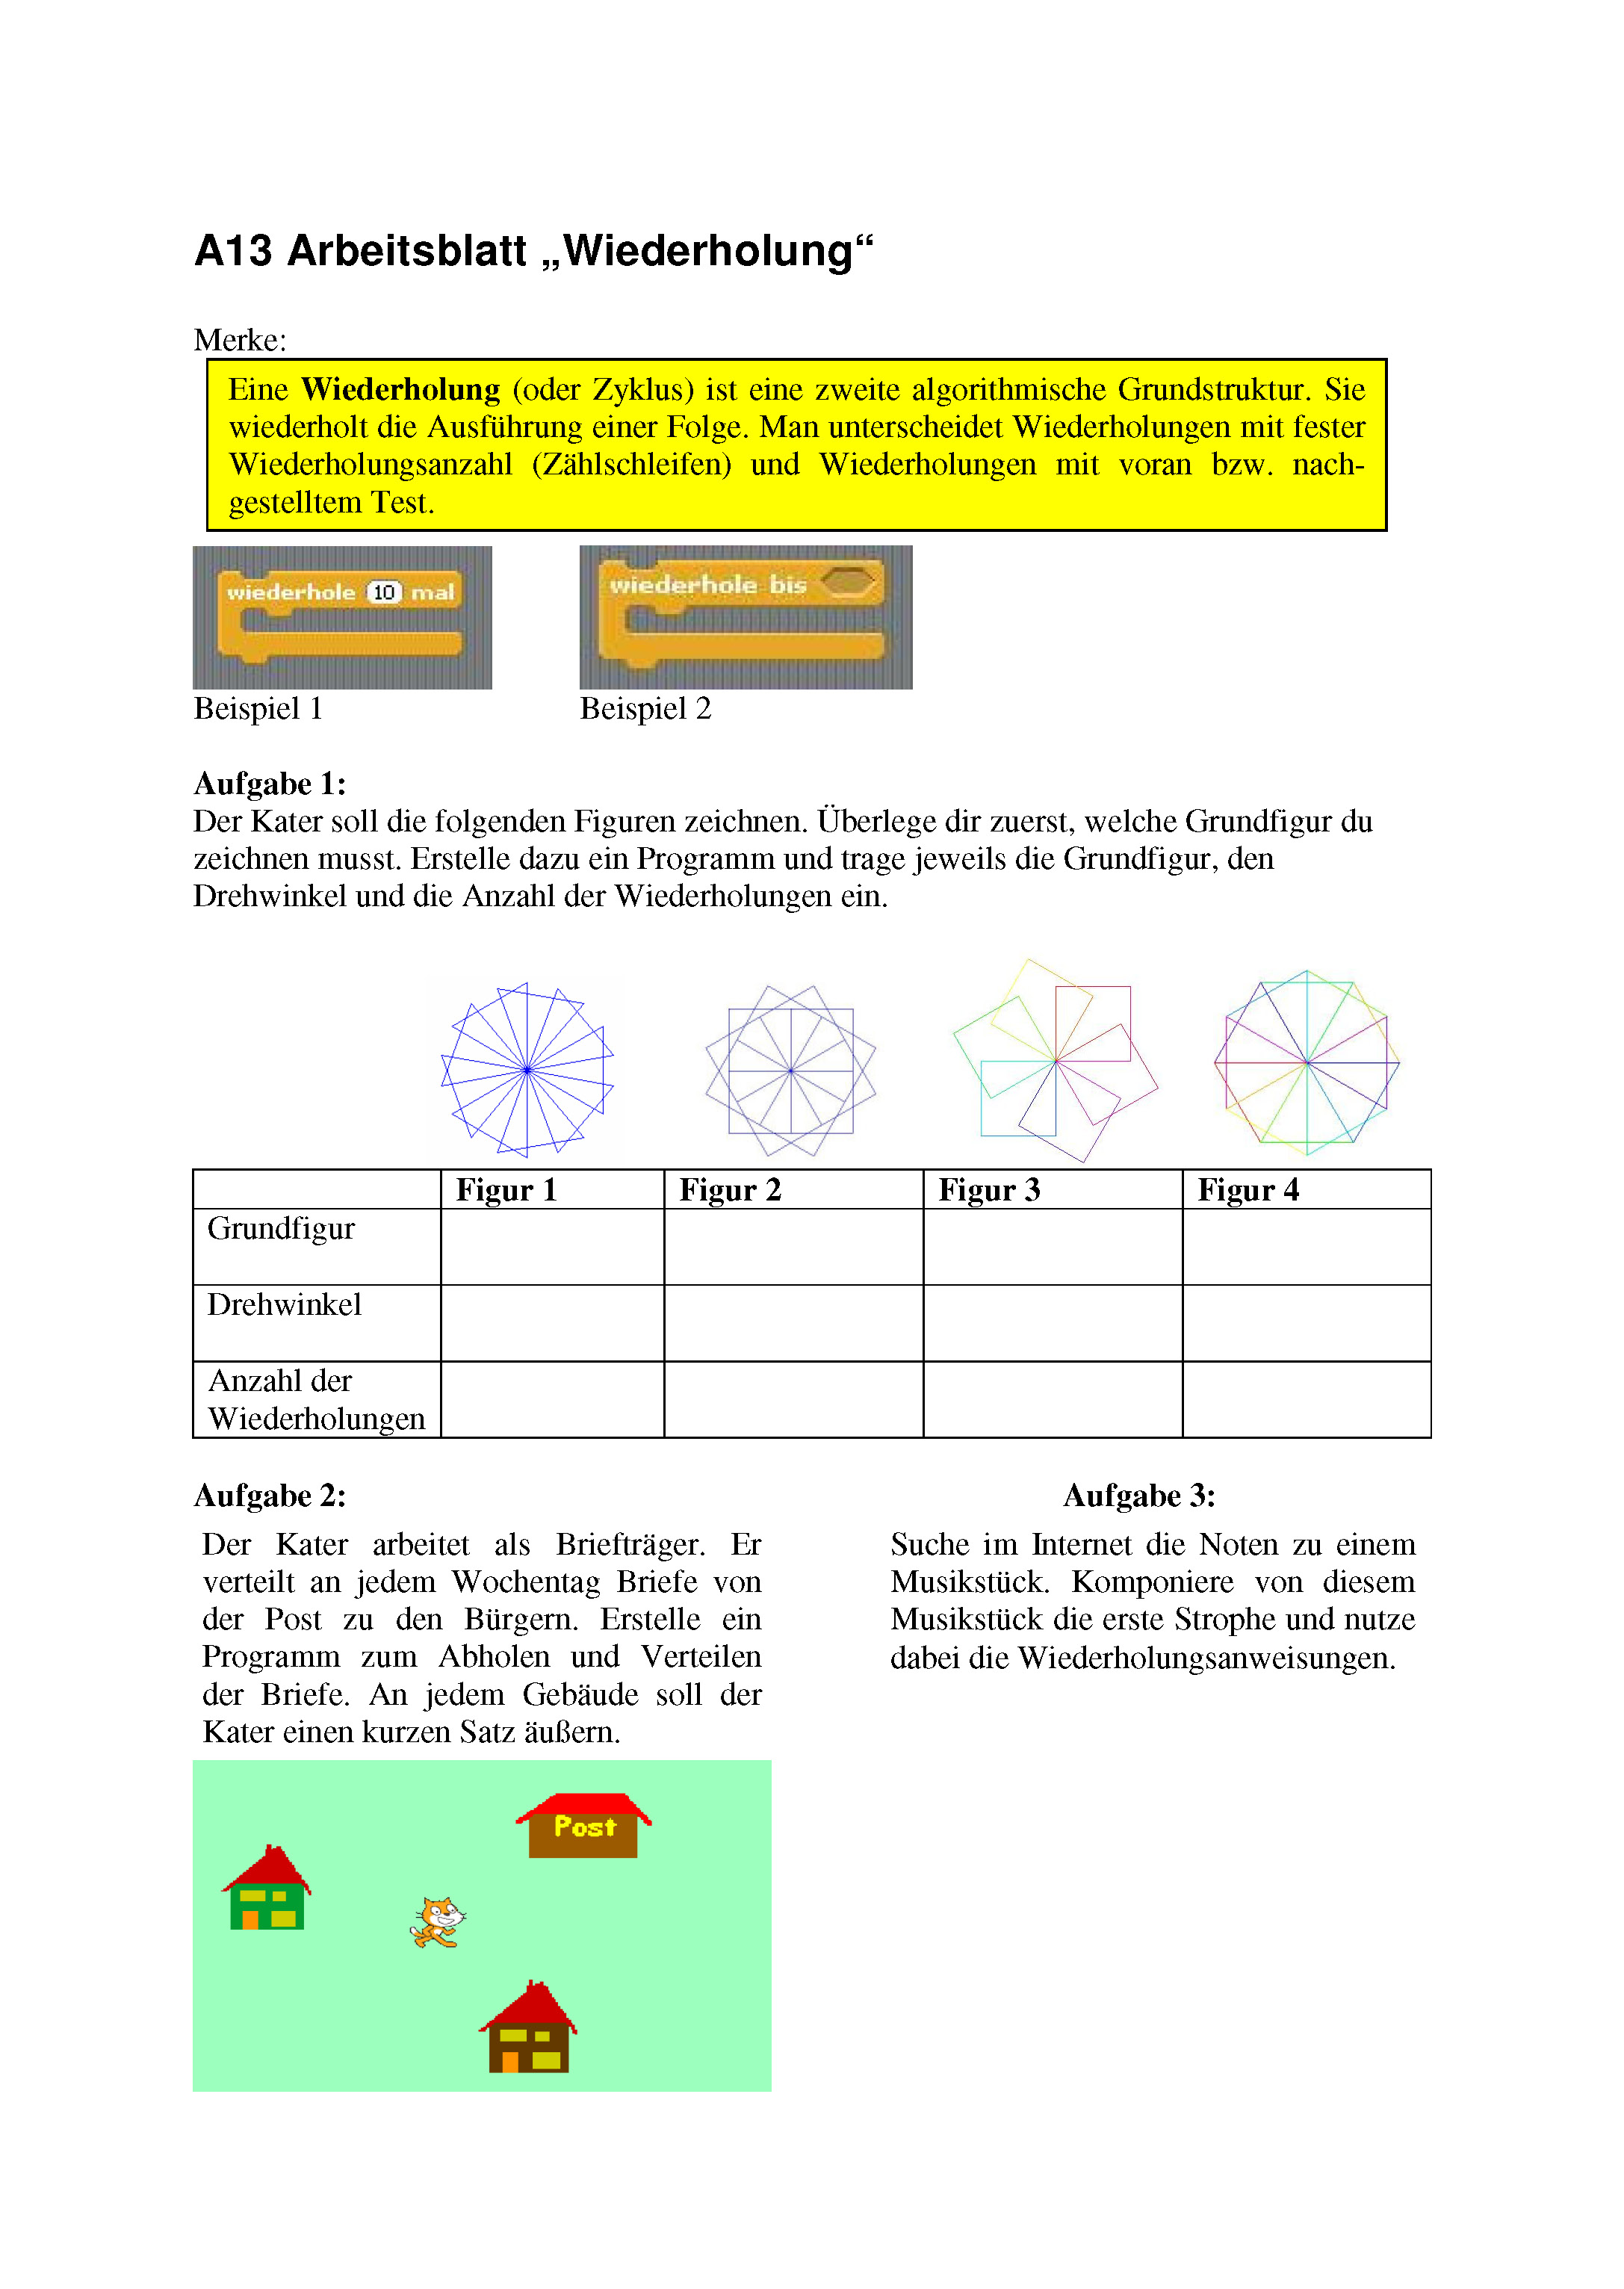 A13 Arbeitsblatt „Wiederholung“
Merke:
Eine Wiederholung (oder Zyklus) ist eine zweite algorithmische Grundstruktur. Sie
wiederholt die Ausführung einer Folge. Man unterscheidet Wiederholungen mit fester
Wiederholungsanzahl (Zählschleifen) und Wiederholungen mit voran bzw. nach-
gestelltem Test.
wiederhole 10 mal
wiederhole bis
Beispiel 1
Beispiel 2
Aufgabe 1:
Der Kater soll die folgenden Figuren zeichnen. Überlege dir zuerst, welche Grundfigur du
zeichnen musst. Erstelle dazu ein Programm und trage jeweils die Grundfigur, den
Drehwinkel und die Anzahl der Wiederholungen ein.
Figur 1
Figur 2
Figur 3
Figur 4
Grundfigur
Drehwinkel
Anzahl der
Wiederholungen
Aufgabe 2:
Der Kater arbeitet als Briefträger. Er
verteilt an jedem Wochentag Briefe von
der Post zu den Bürgern. Erstelle ein
Programm zum Abholen und Verteilen
der Briefe. An jedem Gebäude soll der
Kater einen kurzen Satz äußern.
Aufgabe 3:
Suche im Internet die Noten zu einem
Musikstück. Komponiere von diesem
Musikstück die erste Strophe und nutze
dabei die Wiederholungsanweisungen.
Post